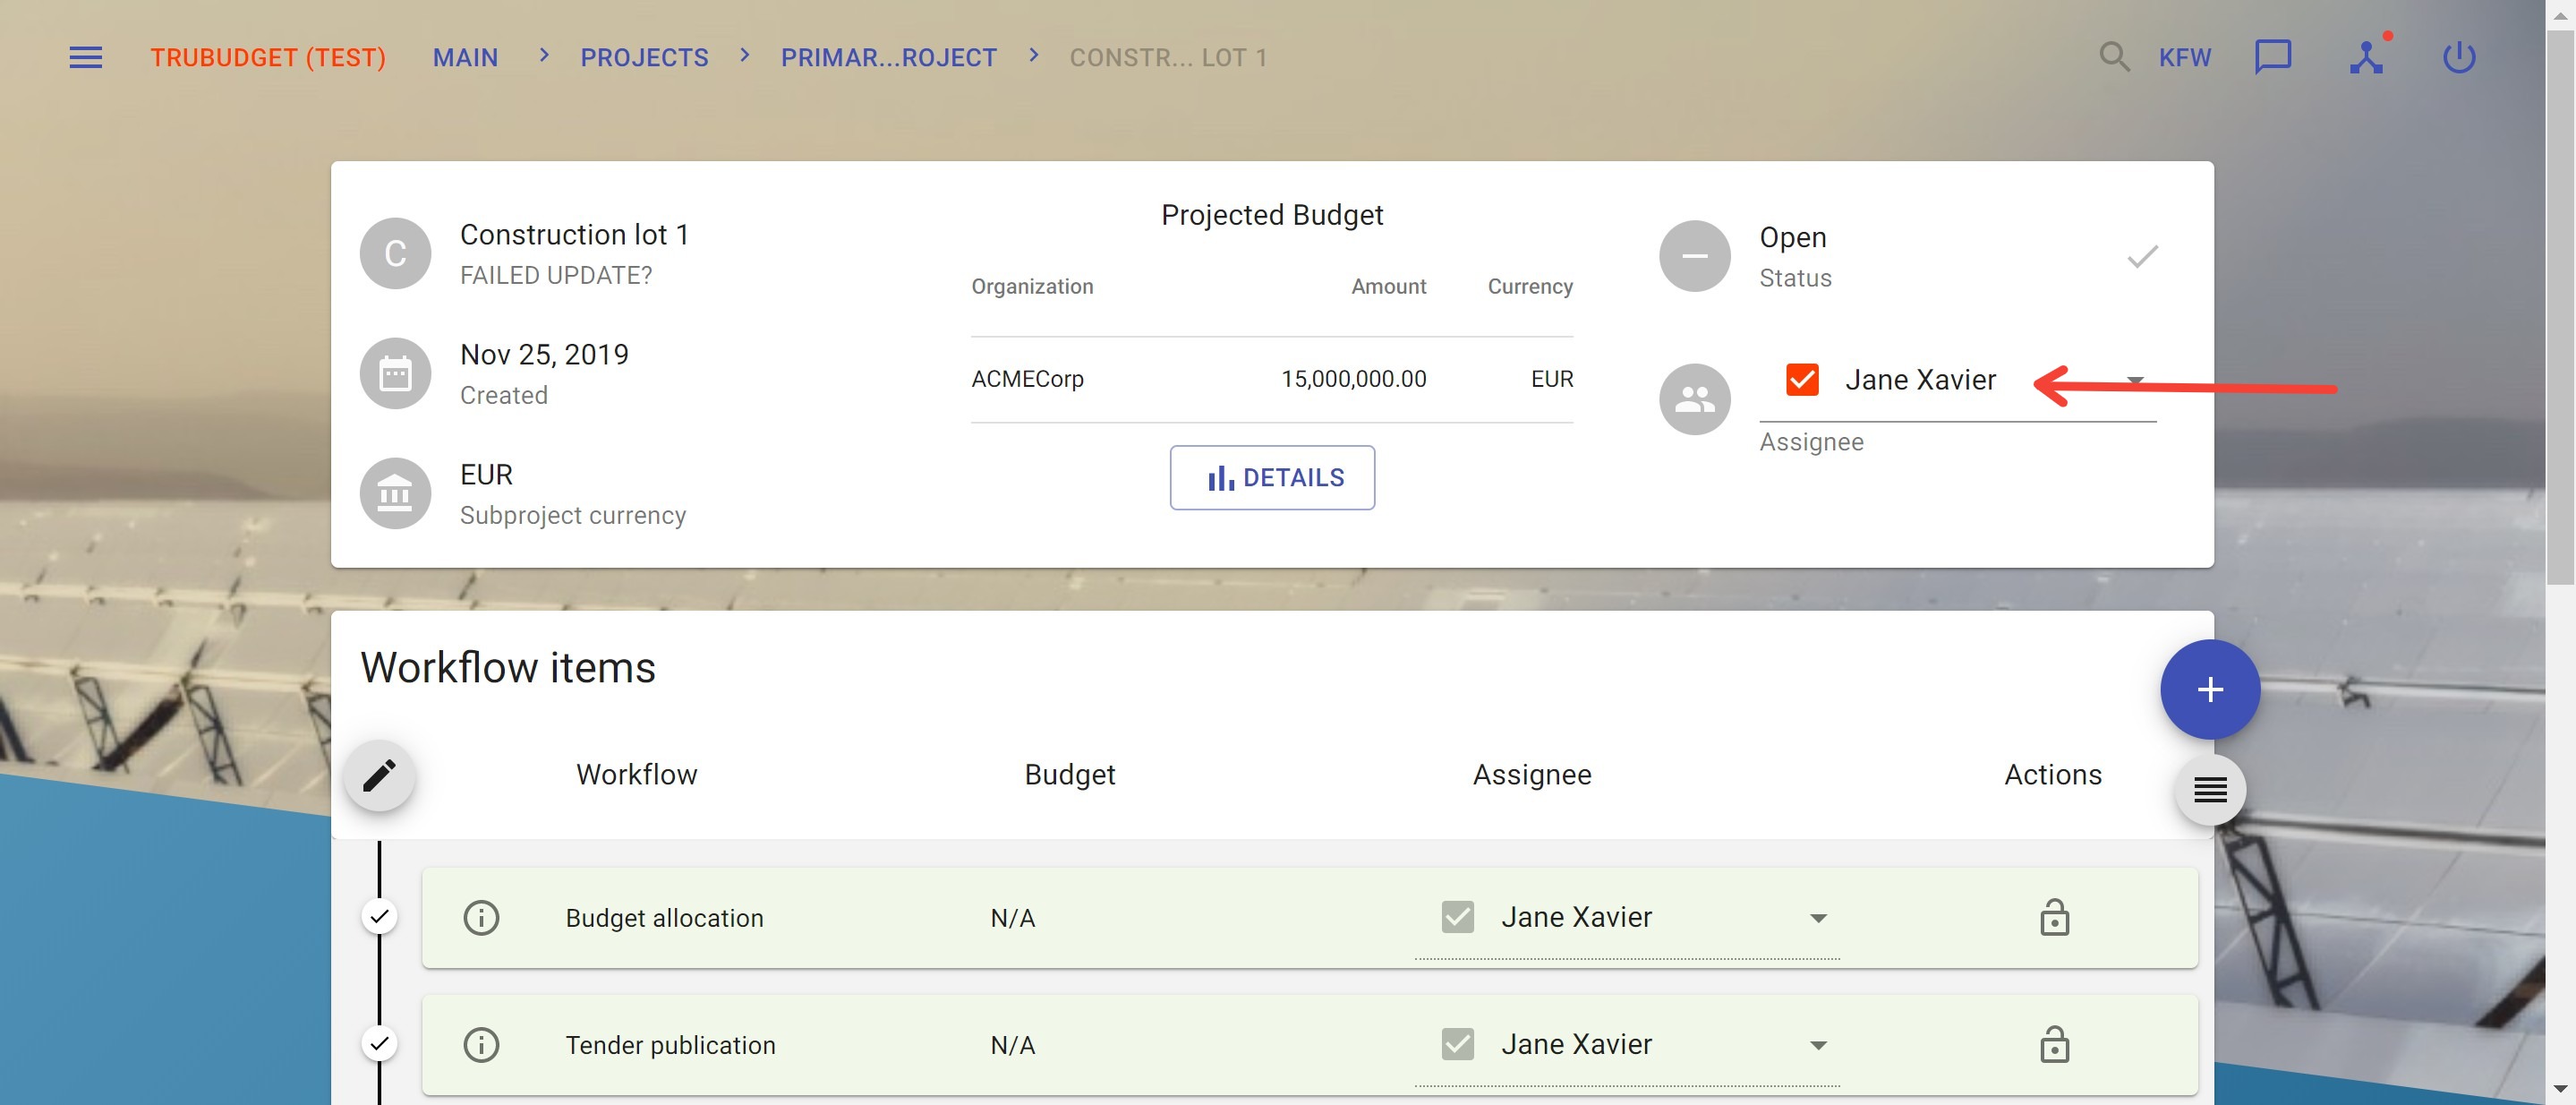 TRUBUDGET (TEST) MAIN > PROJECTS > PRIMAR...ROJECT > CONSTR... LOT 1 KFW
C Construction lot 1
FAILED UPDATE?
Nov 25, 2019
Created
EUR
Subproject currency
Projected Budget
Organization Amount Currency
ACMECorp 15,000,000.00 EUR
DETAILS
Open
Status
Jane Xavier
Assignee
Workflow items
Workflow Budget Assignee Actions
Budget allocation N/A Jane Xavier
Tender publication N/A Jane Xavier